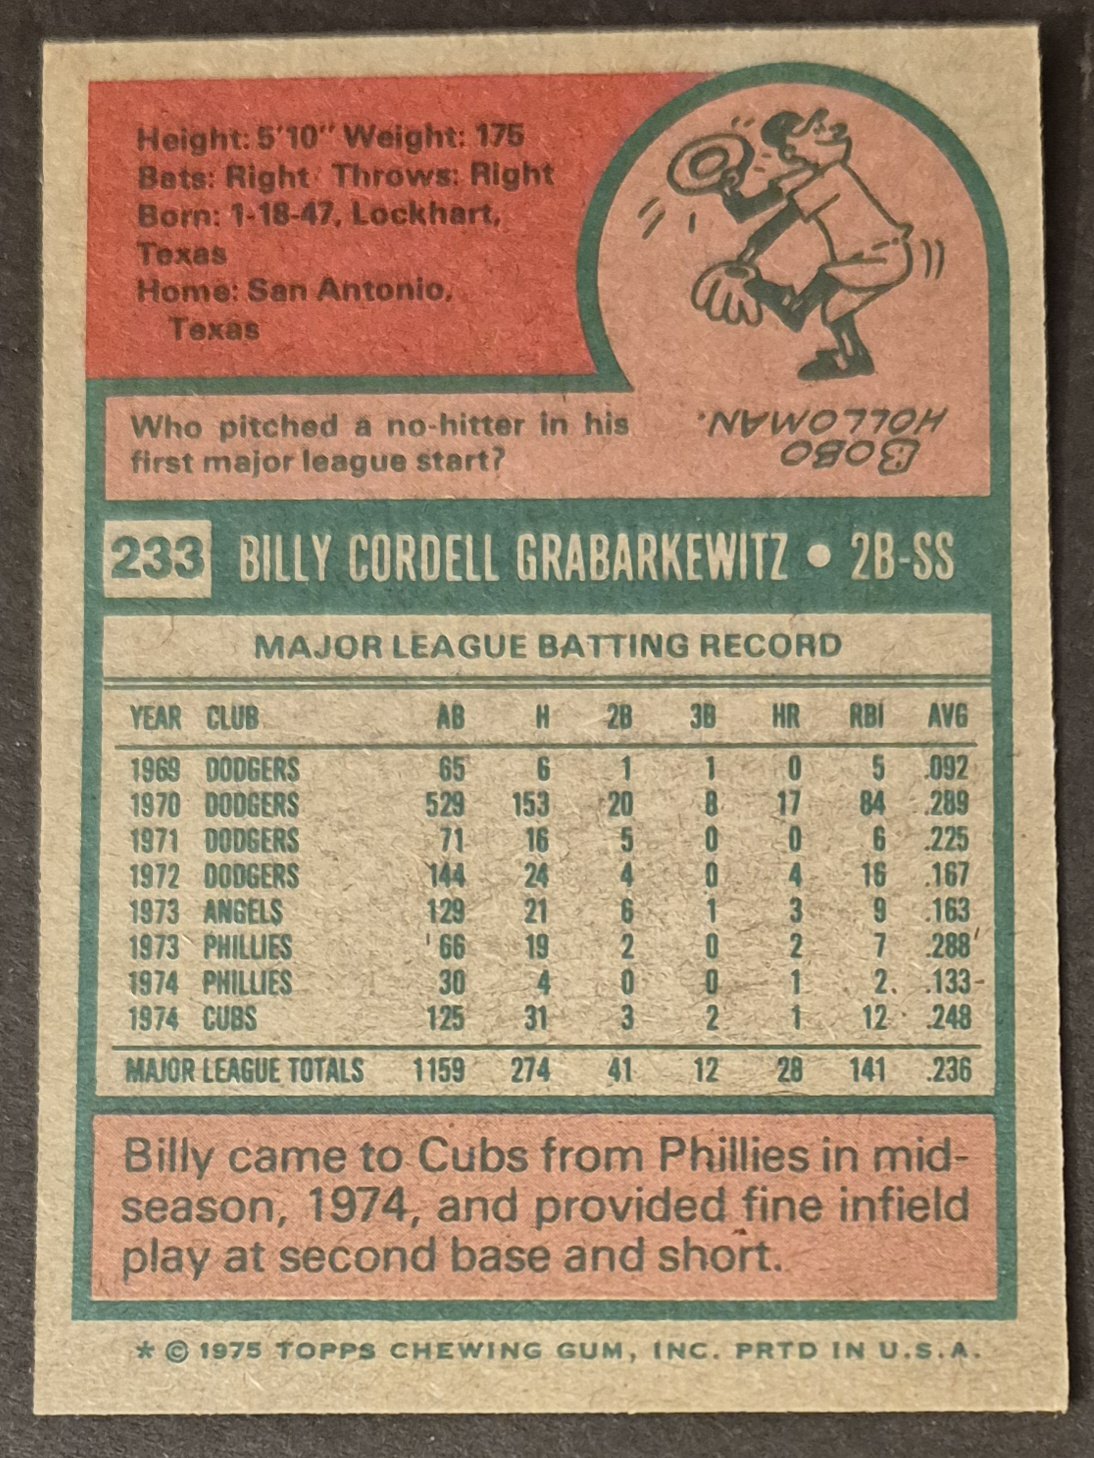 Height: 5'10" Weight: 175
Bats: Right Throws: Right
Born: 1-18-47, Lockhart,
Texas
Home: San Antonio,
Texas
Who pitched a no-hitter in his
first major league start?
BOBO
HOLLOMAN.
233 BILLY CORDELL GRABARKEWITZ • 2B-SS
MAJOR LEAGUE BATTING RECORD
YEAR CLUB AB H 2B 3B HR RBI AVG
1969 DODGERS 65 6 1 1 0 5 .092
1970 DODGERS 529 153 20 8 17 84 .289
1971 DODGERS 71 16 5 0 0 6 .225
1972 DODGERS 144 24 4 0 4 16 .167
1973 ANGELS 129 21 6 1 3 9 .163
1973 PHILLIES 66 19 2 0 2 7 .288
1974 PHILLIES 30 4 0 0 1 2 .133
1974 CUBS 125 31 3 2 1 12 .248
MAJOR LEAGUE TOTALS 1159 274 41 12 28 141 .236
Billy came to Cubs from Phillies in mid-
season, 1974, and provided fine infield
play at second base and short.
* © 1975 TOPPS CHEWING GUM, INC. PRTD IN U.S.A.